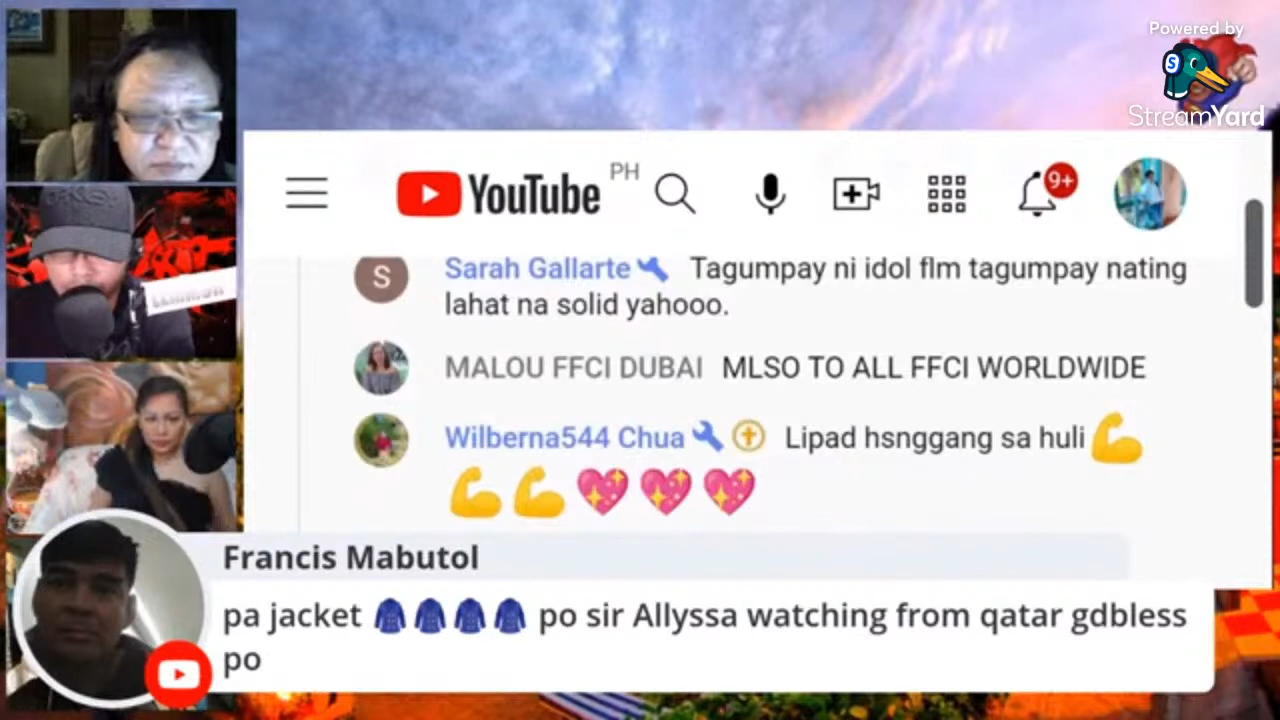 Powered by
StreamYard
YouTube PH
9+
S
Sarah Gallarte Tagumpay ni idol flm tagumpay nating
lahat na solid yahooo.
MALOU FFCI DUBAI MLSO TO ALL FFCI WORLDWIDE
Wilberna544 Chua Lipad hsnggang sa huli💪
💪💪💖💖💖
Francis Mabutol
pa jacket 🧥🧥🧥🧥 po sir Allyssa watching from qatar gdbless
po